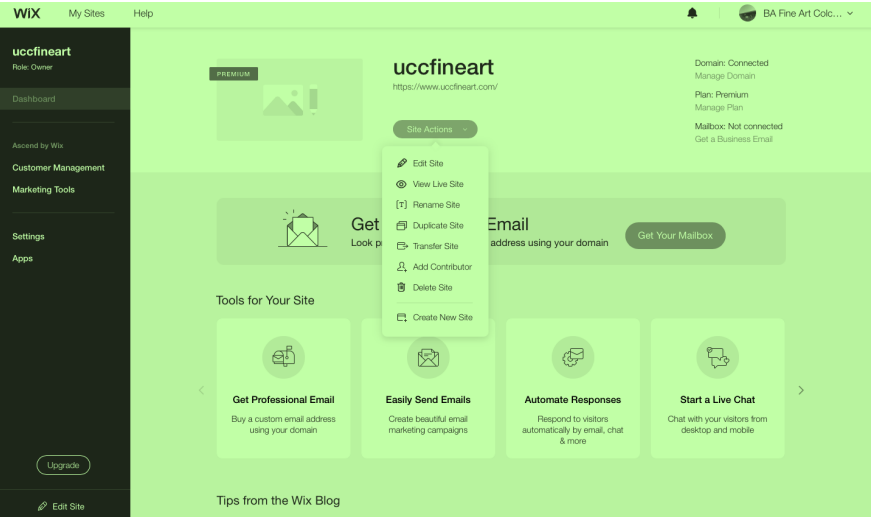 WiX
My Sites
Help
BA Fine Art Colc...
uccfineart
Role: Owner
Dashboard
Ascend by Wix
Customer Management
Marketing Tools
Settings
Apps
Upgrade
Edit Site
PREMIUM
uccfineart
https://www.uccfineart.com/
Site Actions
Domain: Connected
Manage Domain
Plan: Premium
Manage Plan
Mailbox: Not connected
Get a Business Email
Edit Site
View Live Site
Rename Site
Duplicate Site
Transfer Site
Add Contributor
Delete Site
Create New Site
Get Email
Look address using your domain
Get Your Mailbox
Tools for Your Site
Get Professional Email
Buy a custom email address
using your domain
Easily Send Emails
Create beautiful email
marketing campaigns
Automate Responses
Respond to visitors
automatically by email, chat
& more
Start a Live Chat
Chat with your visitors from
desktop and mobile
Tips from the Wix Blog